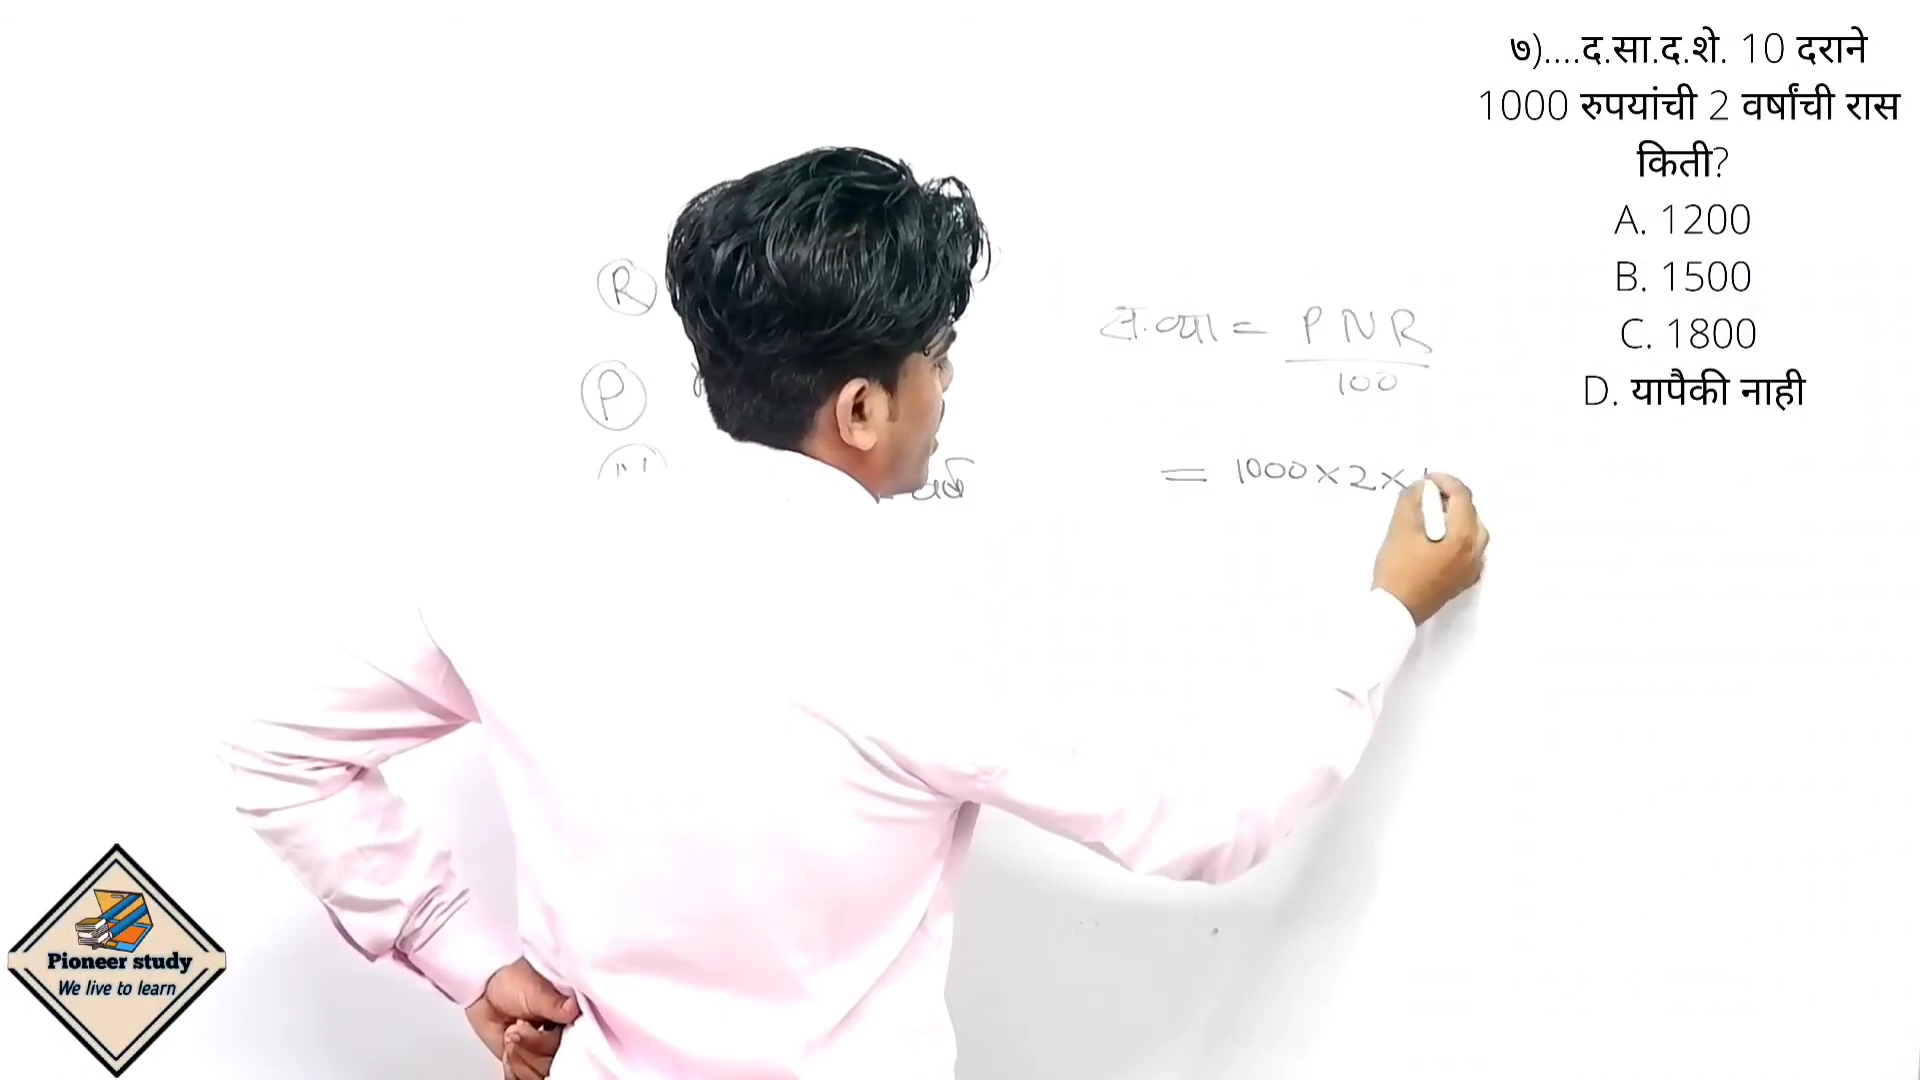 ७)....द.सा.द.शे. 10 दराने
1000 रुपयांची 2 वर्षांची रास
किती?
A. 1200
B. 1500
C. 1800
D. यापैकी नाही
R
P
स.व्या = PNR
100
= 1000 × 2 ×
Pioneer study
We live to learn